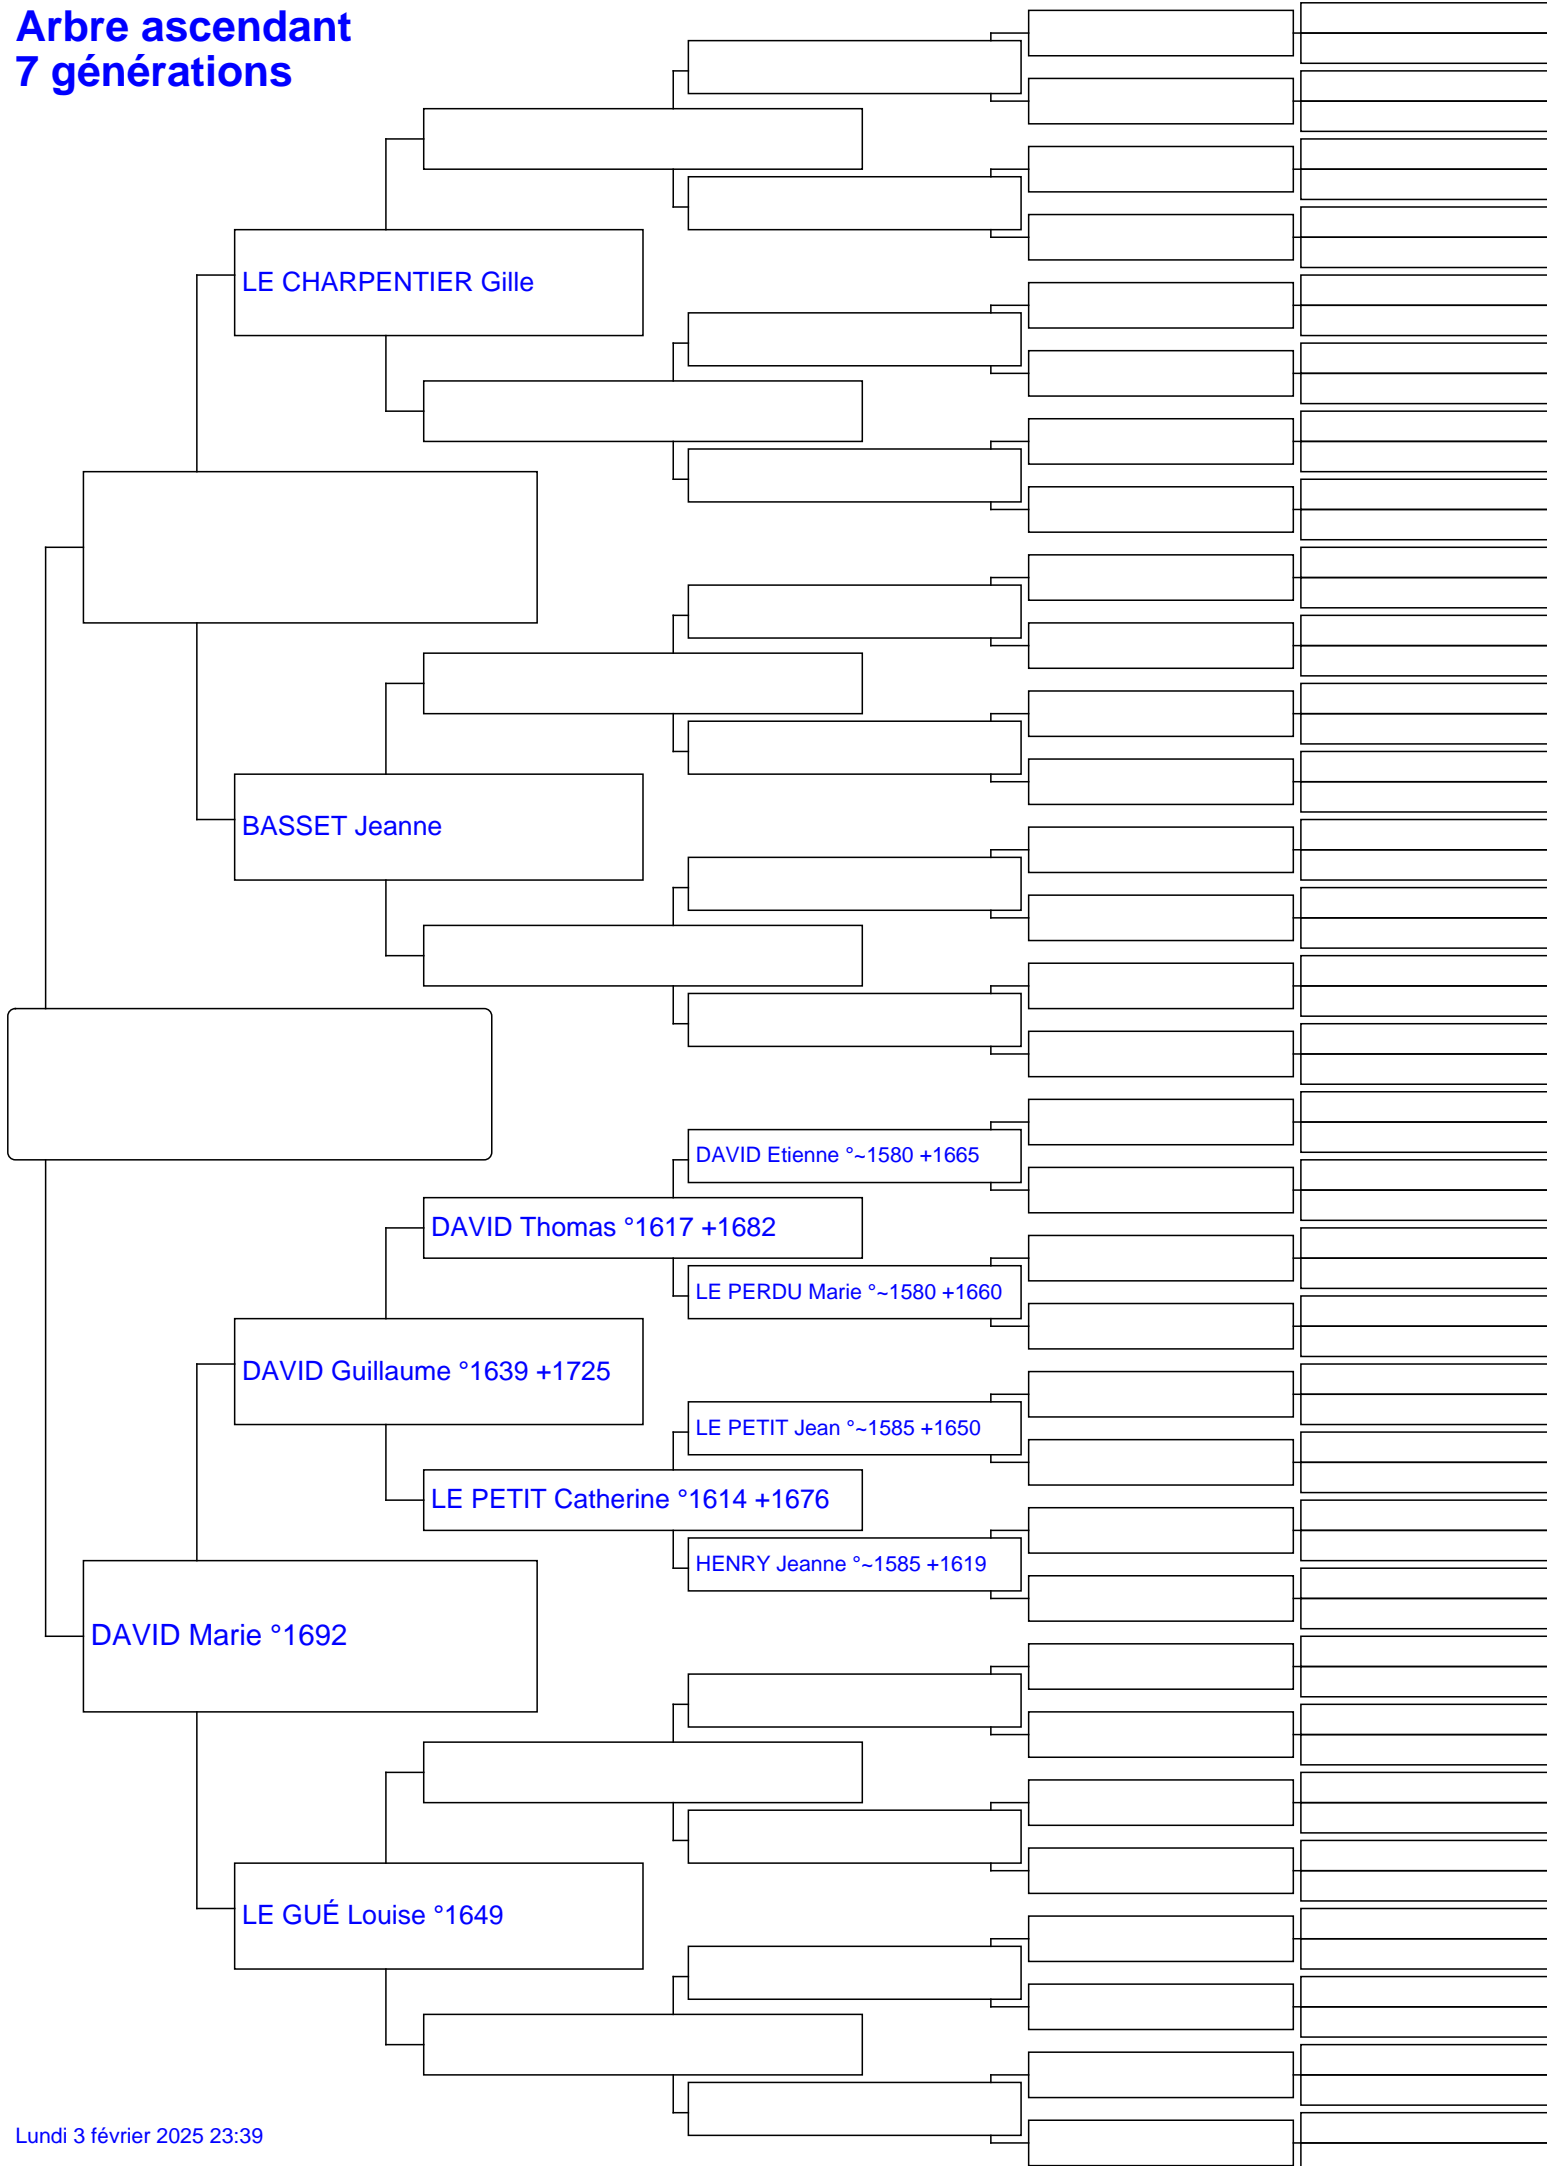 Arbre ascendant
7 générations
LE CHARPENTIER Gille
BASSET Jeanne
DAVID Etienne °~1580 +1665
DAVID Thomas °1617 +1682
LE PERDU Marie °~1580 +1660
DAVID Guillaume °1639 +1725
LE PETIT Jean °~1585 +1650
LE PETIT Catherine °1614 +1676
HENRY Jeanne °~1585 +1619
DAVID Marie °1692
LE GUÉ Louise °1649
Lundi 3 février 2025 23:39